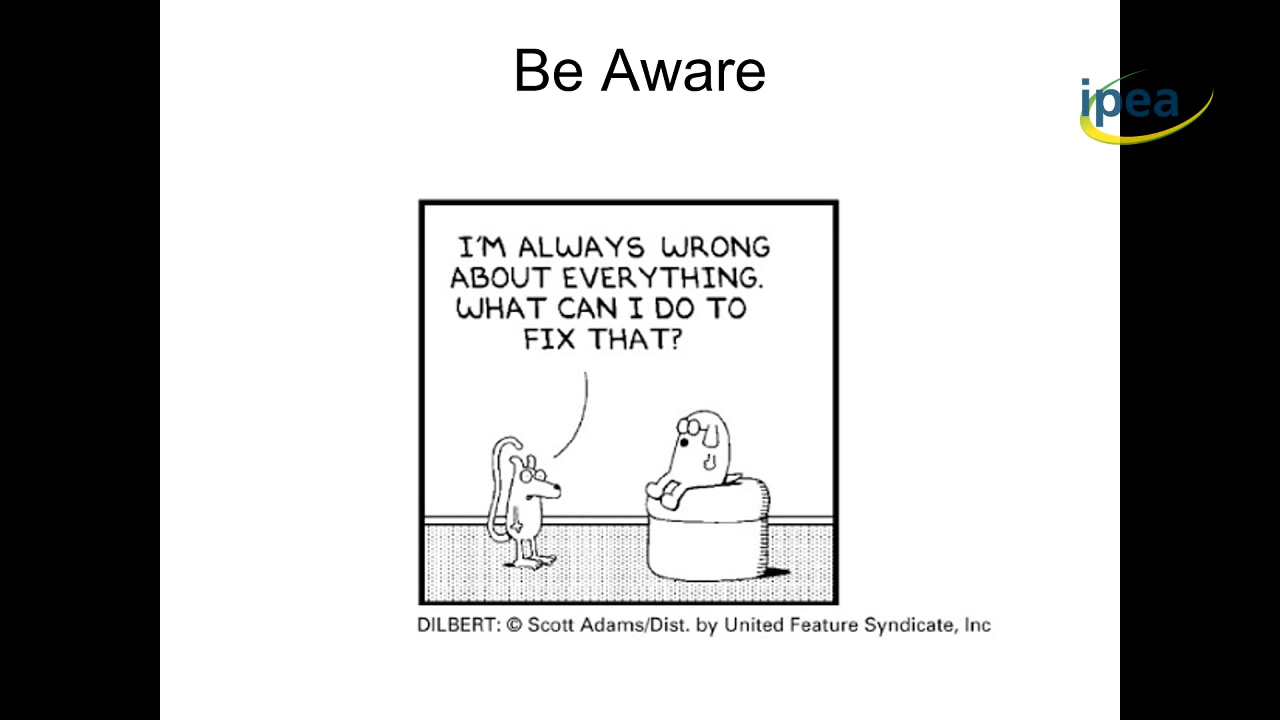 Be Aware
ipea
I'M ALWAYS WRONG
ABOUT EVERYTHING.
WHAT CAN I DO TO
FIX THAT?
DILBERT: © Scott Adams/Dist. by United Feature Syndicate, Inc